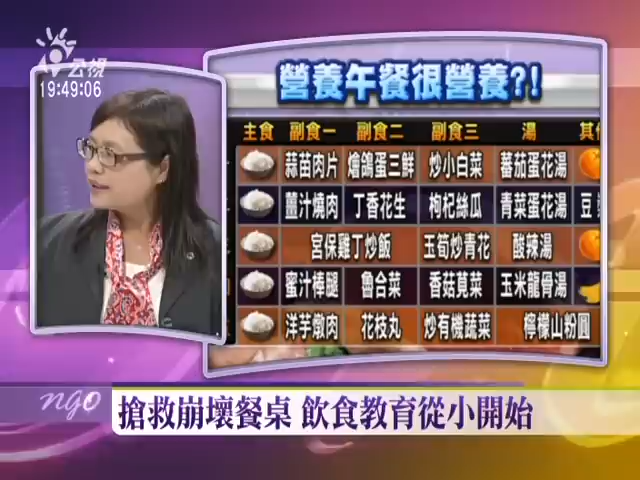 公視
19:49:06
營養午餐很營養?!
主食 副食一 副食二 副食三 湯 其
蒜苗肉片 燴鴿蛋三鮮 炒小白菜 蕃茄蛋花湯
薑汁燒肉 丁香花生 枸杞絲瓜 青菜蛋花湯 豆
宮保雞丁炒飯 玉筍炒青花 酸辣湯
蜜汁棒腿 魯合菜 香菇莧菜 玉米龍骨湯
洋芋燉肉 花枝丸 炒有機蔬菜 檸檬山粉圓
ngo 搶救崩壞餐桌 飲食教育從小開始